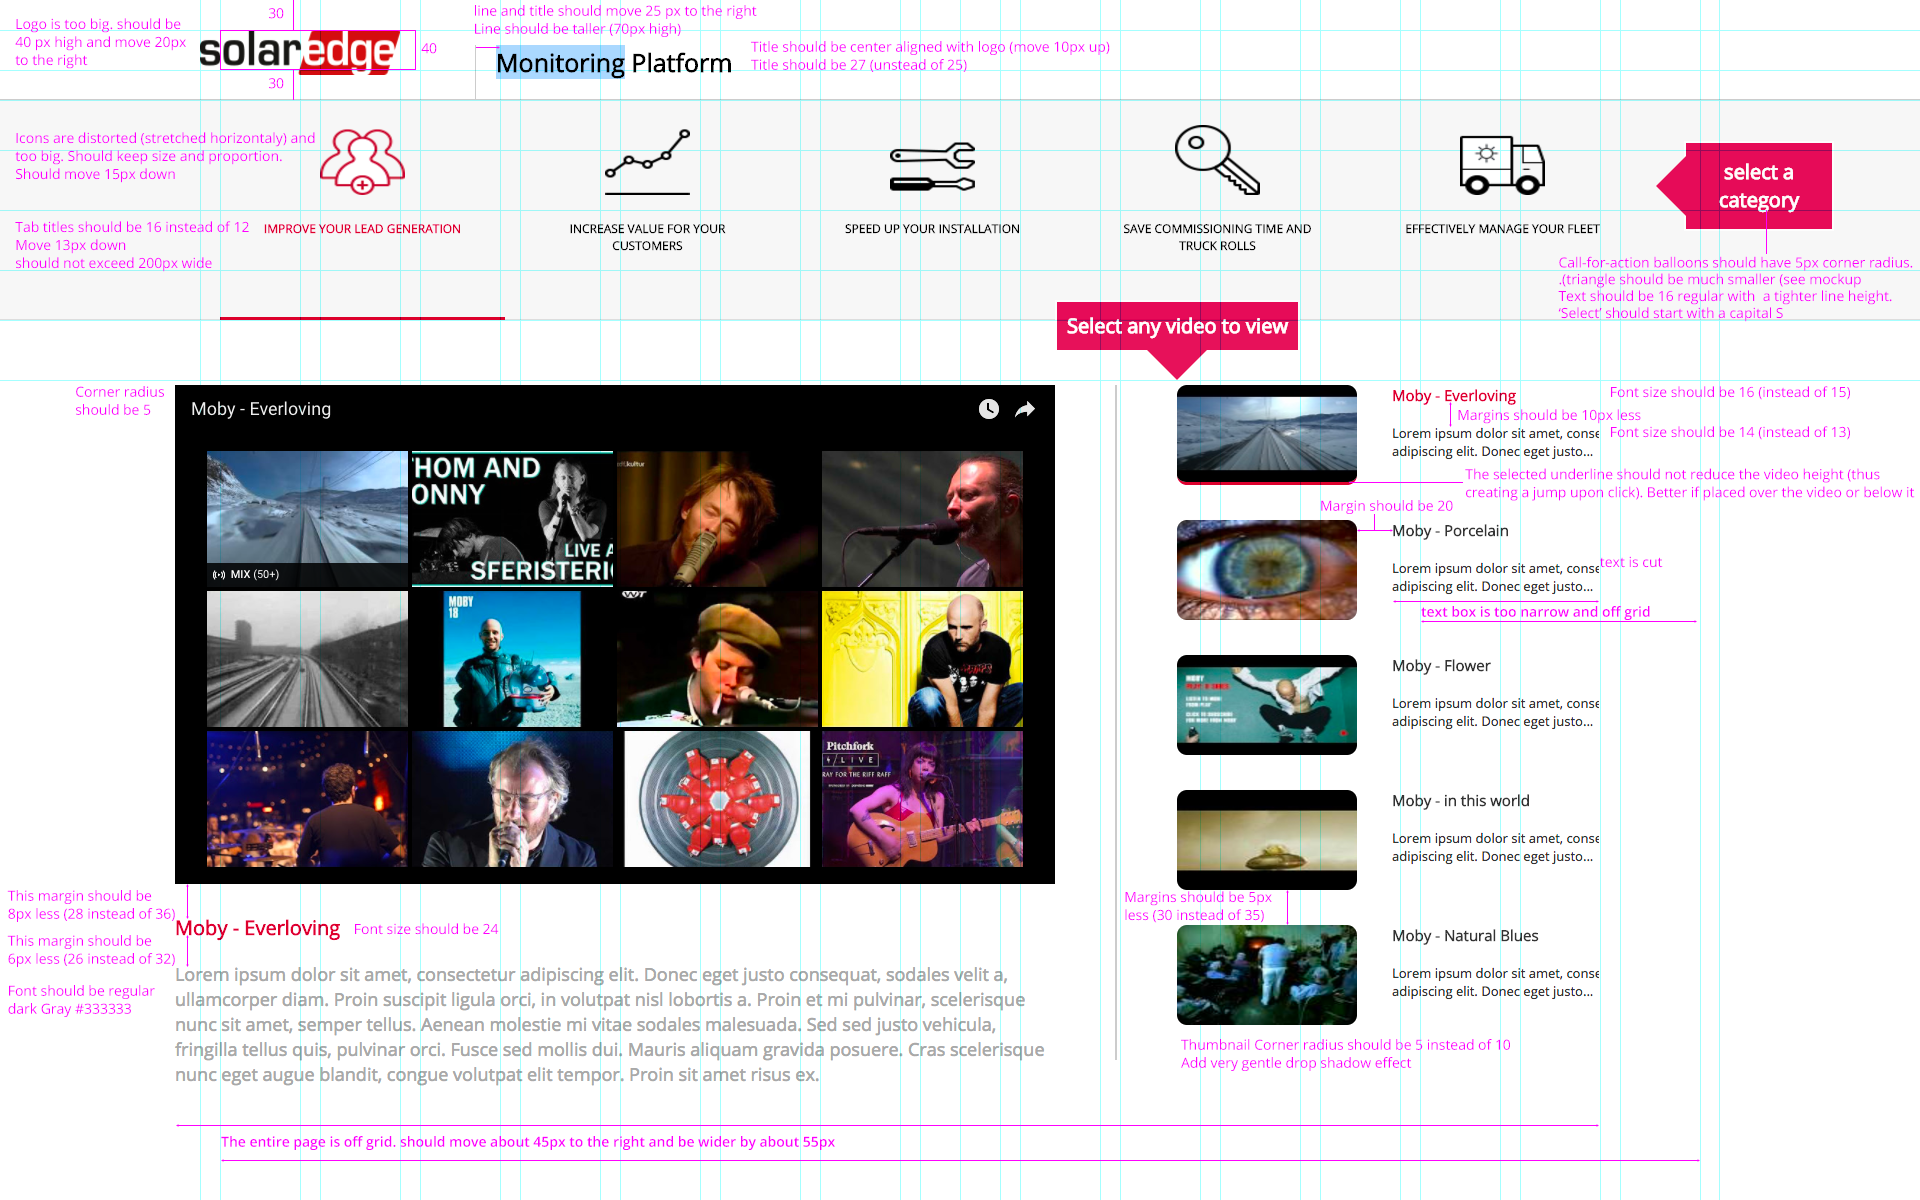 Logo is too big. should be
40 px high and move 20px
to the right
30
solaredge
40
30
line and title should move 25 px to the right
Line should be taller (70px high)
Monitoring Platform
Title should be center aligned with logo (move 10px up)
Title should be 27 (unstead of 25)
Icons are distorted (stretched horizontaly) and
too big. Should keep size and proportion.
Should move 15px down
select a
category
Tab titles should be 16 instead of 12
Move 13px down
should not exceed 200px wide
IMPROVE YOUR LEAD GENERATION
INCREASE VALUE FOR YOUR
CUSTOMERS
SPEED UP YOUR INSTALLATION
SAVE COMMISSIONING TIME AND
TRUCK ROLLS
EFFECTIVELY MANAGE YOUR FLEET
Call-for-action balloons should have 5px corner radius.
.(triangle should be much smaller (see mockup
Text should be 16 regular with  a tighter line height.
'Select' should start with a capital S
Select any video to view
Corner radius
should be 5
Moby - Everloving
THOM AND
ONNY
LIVE A
SFERISTERI
MIX (50+)
MOBY
18
Pitchfork
LIVE
RAY FOR THE RIFF RAFF
Moby - Everloving
Font size should be 16 (instead of 15)
Margins should be 10px less
Lorem ipsum dolor sit amet, conse
adipiscing elit. Donec eget justo...
Font size should be 14 (instead of 13)
The selected underline should not reduce the video height (thus
creating a jump upon click). Better if placed over the video or below it
Margin should be 20
Moby - Porcelain
Lorem ipsum dolor sit amet, conse
adipiscing elit. Donec eget justo...
text is cut
text box is too narrow and off grid
MOBY
Moby - Flower
Lorem ipsum dolor sit amet, conse
adipiscing elit. Donec eget justo...
Moby - in this world
Lorem ipsum dolor sit amet, conse
adipiscing elit. Donec eget justo...
Margins should be 5px
less (30 instead of 35)
Moby - Natural Blues
Lorem ipsum dolor sit amet, conse
adipiscing elit. Donec eget justo...
Thumbnail Corner radius should be 5 instead of 10
Add very gentle drop shadow effect
This margin should be
8px less (28 instead of 36)
Moby - Everloving
Font size should be 24
This margin should be
6px less (26 instead of 32)
Font should be regular
dark Gray #333333
Lorem ipsum dolor sit amet, consectetur adipiscing elit. Donec eget justo consequat, sodales velit a,
ullamcorper diam. Proin suscipit ligula orci, in volutpat nisl lobortis a. Proin et mi pulvinar, scelerisque
nunc sit amet, semper tellus. Aenean molestie mi vitae sodales malesuada. Sed sed justo vehicula,
fringilla tellus quis, pulvinar orci. Fusce sed mollis dui. Mauris aliquam gravida posuere. Cras scelerisque
nunc eget augue blandit, congue volutpat elit tempor. Proin sit amet risus ex.
The entire page is off grid. should move about 45px to the right and be wider by about 55px